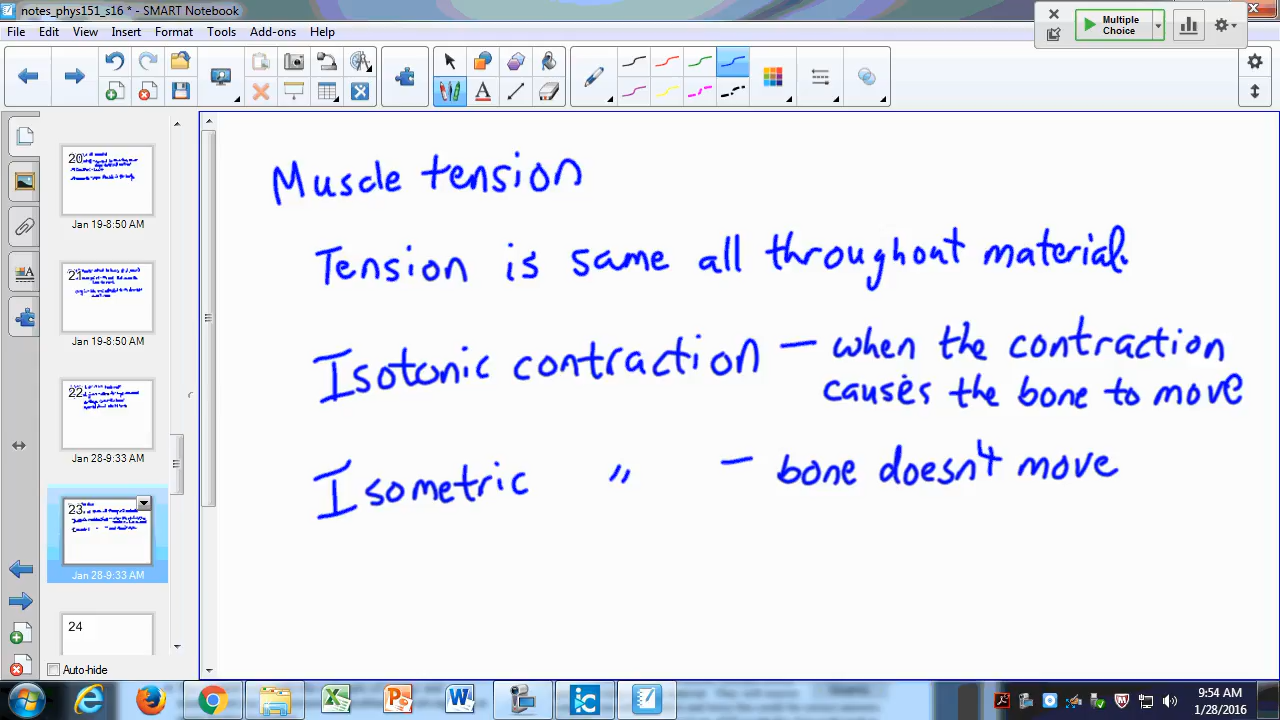 notes_phys151_s16 * - SMART Notebook
Multiple
Choice
File Edit View Insert Format Tools Add-ons Help
20
Jan 19-8:50 AM
21
Jan 19-8:50 AM
22
Jan 28-9:33 AM
23
Jan 28-9:33 AM
24
Auto-hide
Muscle tension
Tension is same all throughout material.
Isotonic contraction — when the contraction
causes the bone to move
Isometric " — bone doesn't move
9:54 AM
1/28/2016